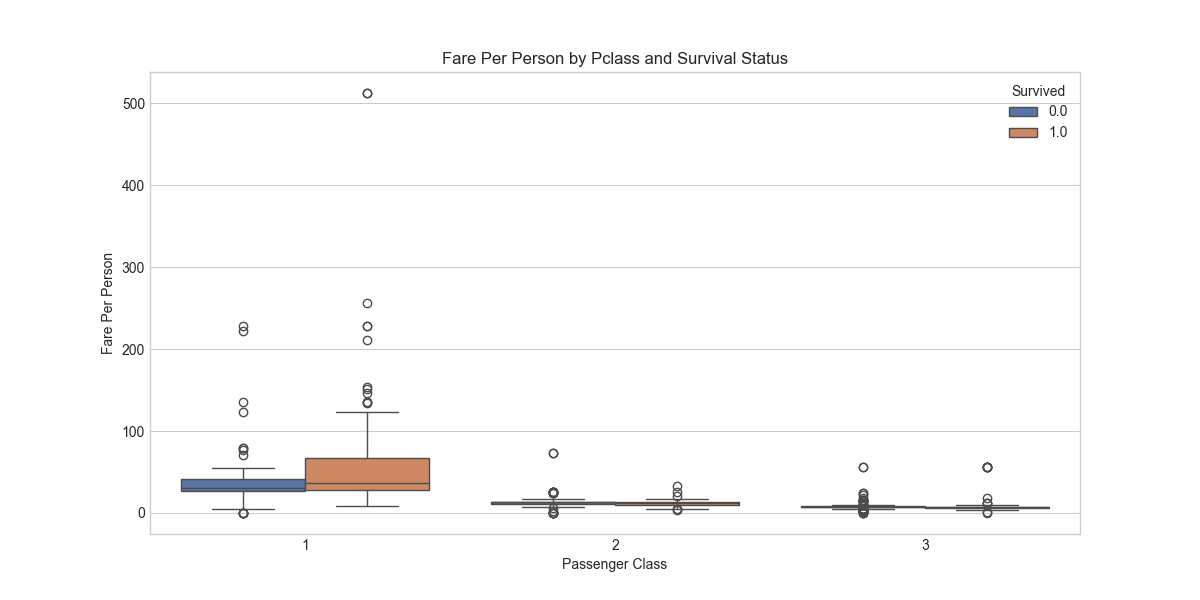 Fare Per Person by Pclass and Survival Status
Survived
0.0
1.0
500
400
300
200
100
0
Fare Per Person
1
2
3
Passenger Class